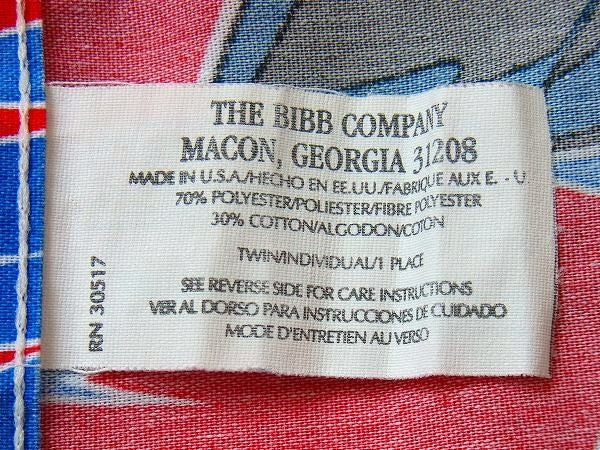 THE BIBB COMPANY
MACON, GEORGIA 31208
MADE IN U.S.A./HECHO EN EE.UU./FABRIQUE AUX E. - U
70% POLYESTER/POLIESTER/FIBRE POLYESTER
30% COTTON/ALGODON/COTON
TWIN/INDIVIDUAL/1 PLACE
SEE REVERSE SIDE FOR CARE INSTRUCTIONS
VER AL DORSO PARA INSTRUCCIONES DE CUIDADO
MODE D'ENTRETIEN AU VERSO
RN 30517